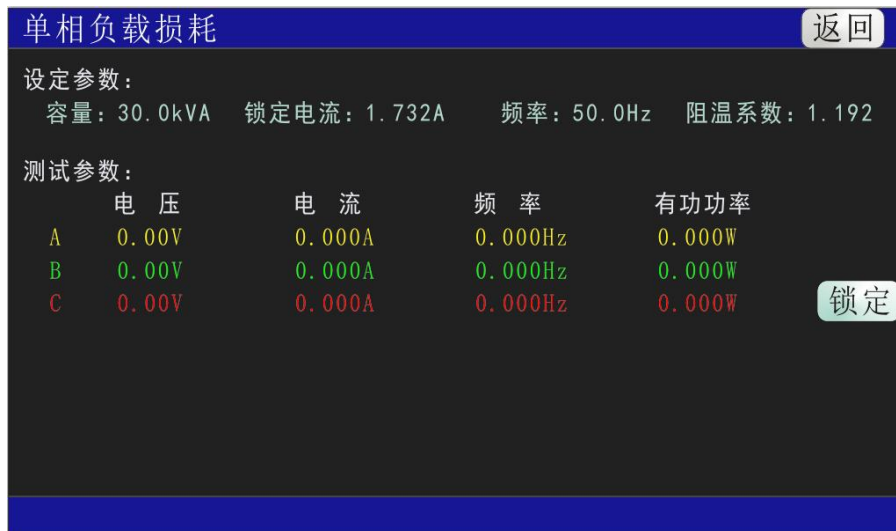 单相负载损耗 返回
设定参数：
容量：30.0kVA 锁定电流：1.732A 频率：50.0Hz 阻温系数：1.192
测试参数：
电 压 电 流 频 率 有功功率
A 0.00V 0.000A 0.000Hz 0.000W
B 0.00V 0.000A 0.000Hz 0.000W
C 0.00V 0.000A 0.000Hz 0.000W
锁定